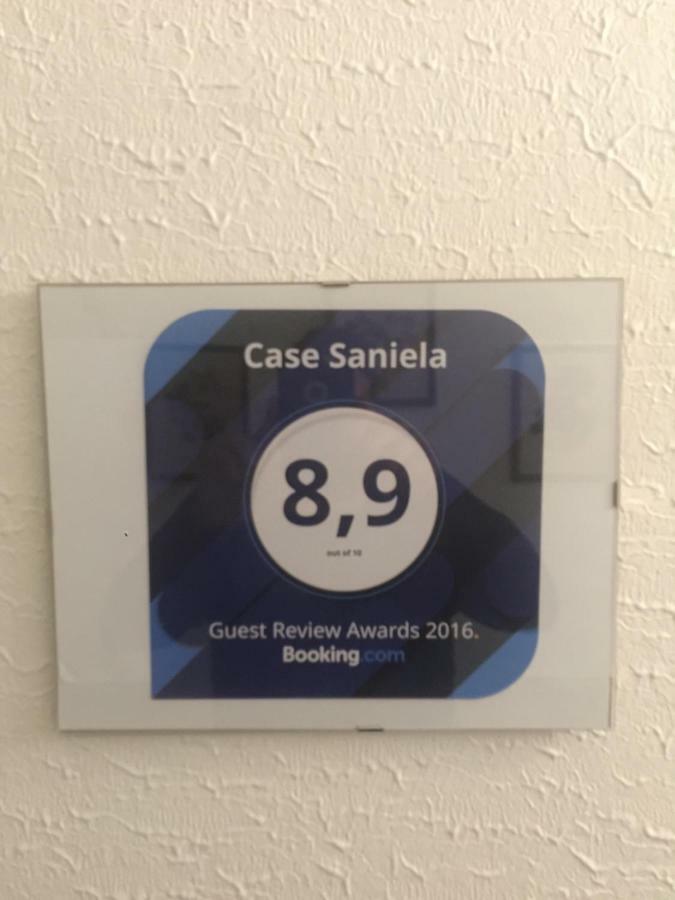 Case Saniela
8,9
out of 10
Guest Review Awards 2016.
Booking.com